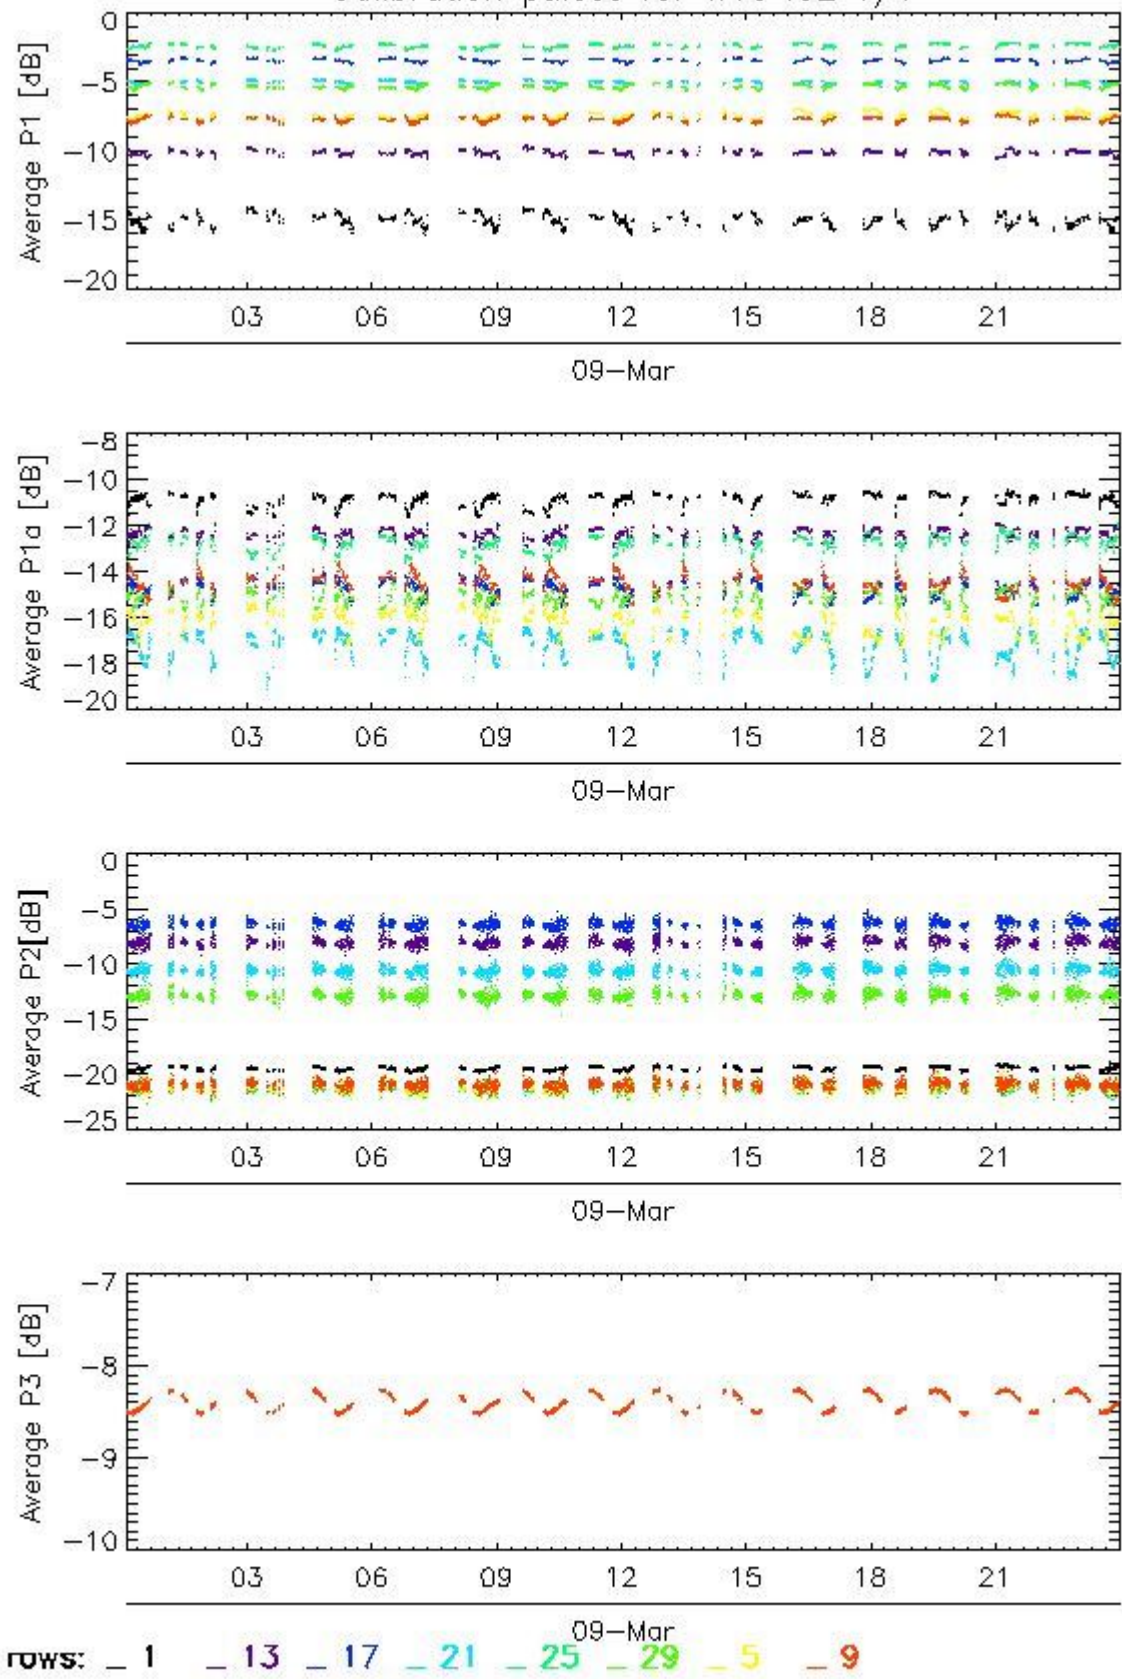 0
−5
−10
−15
−20
Average P1 [dB]
03 06 09 12 15 18 21
09−Mar
−8
−10
−12
−14
−16
−18
−20
Average P1a [dB]
03 06 09 12 15 18 21
09−Mar
0
−5
−10
−15
−20
−25
Average P2[dB]
03 06 09 12 15 18 21
09−Mar
−7
−8
−9
−10
Average P3 [dB]
03 06 09 12 15 18 21
09−Mar
rows: _ 1 _ 13 _ 17 _ 21 _ 25 _ 29 _ 5 _ 9